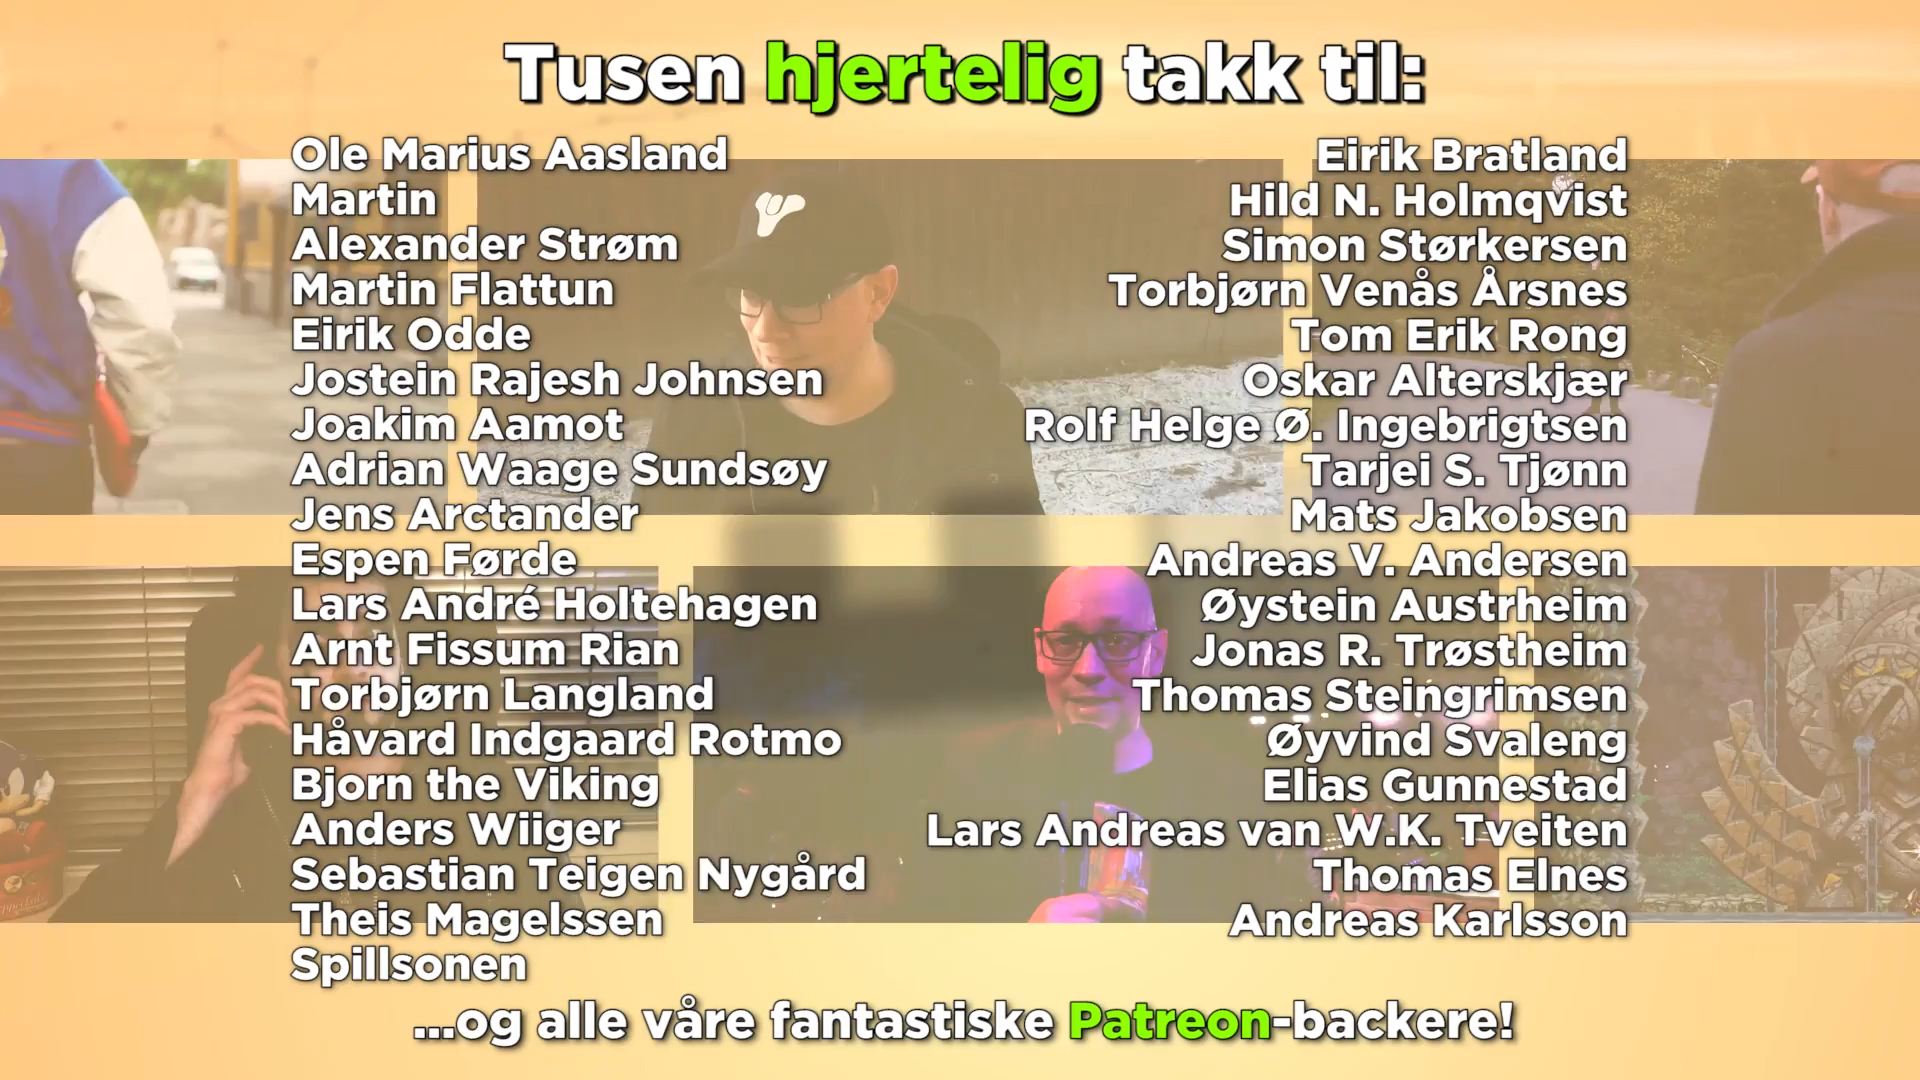 Tusen hjertelig takk til:
Ole Marius Aasland
Martin
Alexander Strøm
Martin Flattun
Eirik Odde
Jostein Rajesh Johnsen
Joakim Aamot
Adrian Waage Sundsøy
Jens Arctander
Espen Førde
Lars André Holtehagen
Arnt Fissum Rian
Torbjørn Langland
Håvard Indgaard Rotmo
Bjorn the Viking
Anders Wiiger
Sebastian Teigen Nygård
Theis Magelssen
Spillsonen
Eirik Bratland
Hild N. Holmqvist
Simon Størkersen
Torbjørn Venås Årsnes
Tom Erik Rong
Oskar Alterskjær
Rolf Helge Ø. Ingebrigtsen
Tarjei S. Tjønn
Mats Jakobsen
Andreas V. Andersen
Øystein Austrheim
Jonas R. Trøstheim
Thomas Steingrimsen
Øyvind Svaleng
Elias Gunnestad
Lars Andreas van W.K. Tveiten
Thomas Elnes
Andreas Karlsson
...og alle våre fantastiske Patreon-backere!